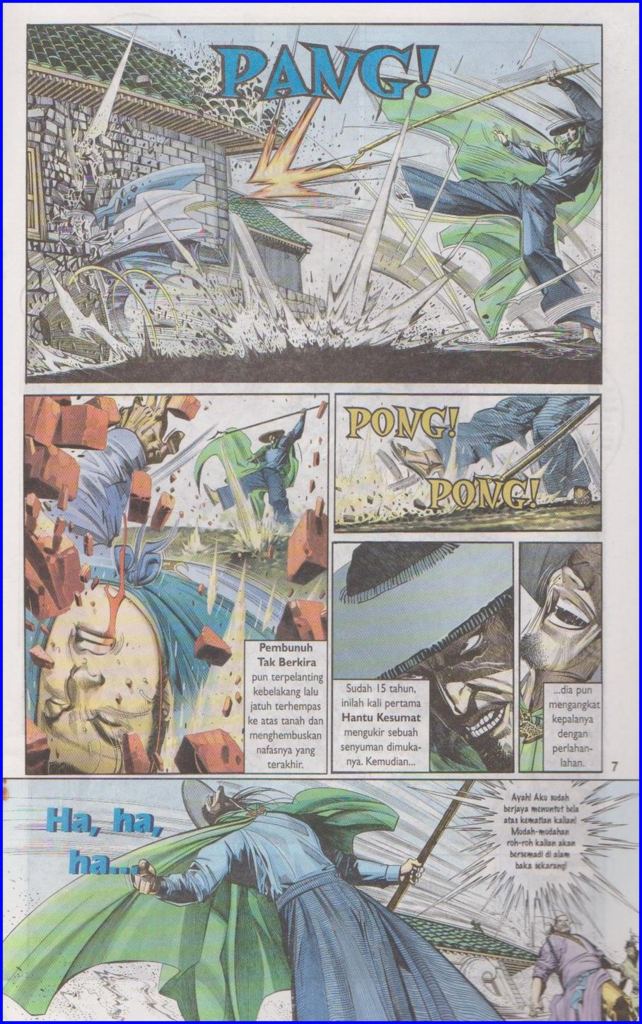 PANG!
PONG!
PONG!
Pembunuh
Tak Berkira
pun terpelanting
kebelakang lalu
jatuh terhempas
ke atas tanah dan
menghembuskan
nafasnya yang
terakhir.
Sudah 15 tahun,
inilah kali pertama
Hantu Kesumat
mengukir sebuah
senyuman dimuka-
nya. Kemudian...
...dia pun
mengangkat
kepalanya
dengan
perlahan-
lahan.
7
Ha, ha,
ha...
Ayah! Aku sudah
berjaya menuntut bela
atas kematian kalian!
Mudah-mudahan
roh-roh kalian akan
bersemadi di alam
baka sekarang!